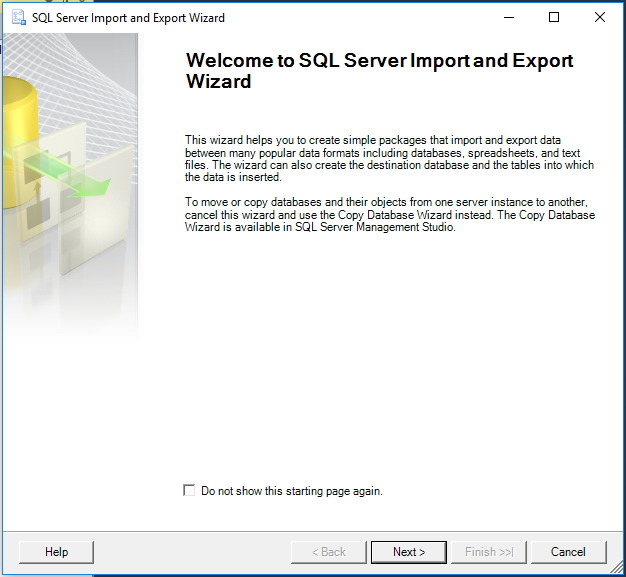 SQL Server Import and Export Wizard
Welcome to SQL Server Import and Export
Wizard
This wizard helps you to create simple packages that import and export data
between many popular data formats including databases, spreadsheets, and text
files. The wizard can also create the destination database and the tables into which
the data is inserted.
To move or copy databases and their objects from one server instance to another,
cancel this wizard and use the Copy Database Wizard instead. The Copy Database
Wizard is available in SQL Server Management Studio.
Do not show this starting page again.
Help
< Back
Next >
Finish >>|
Cancel